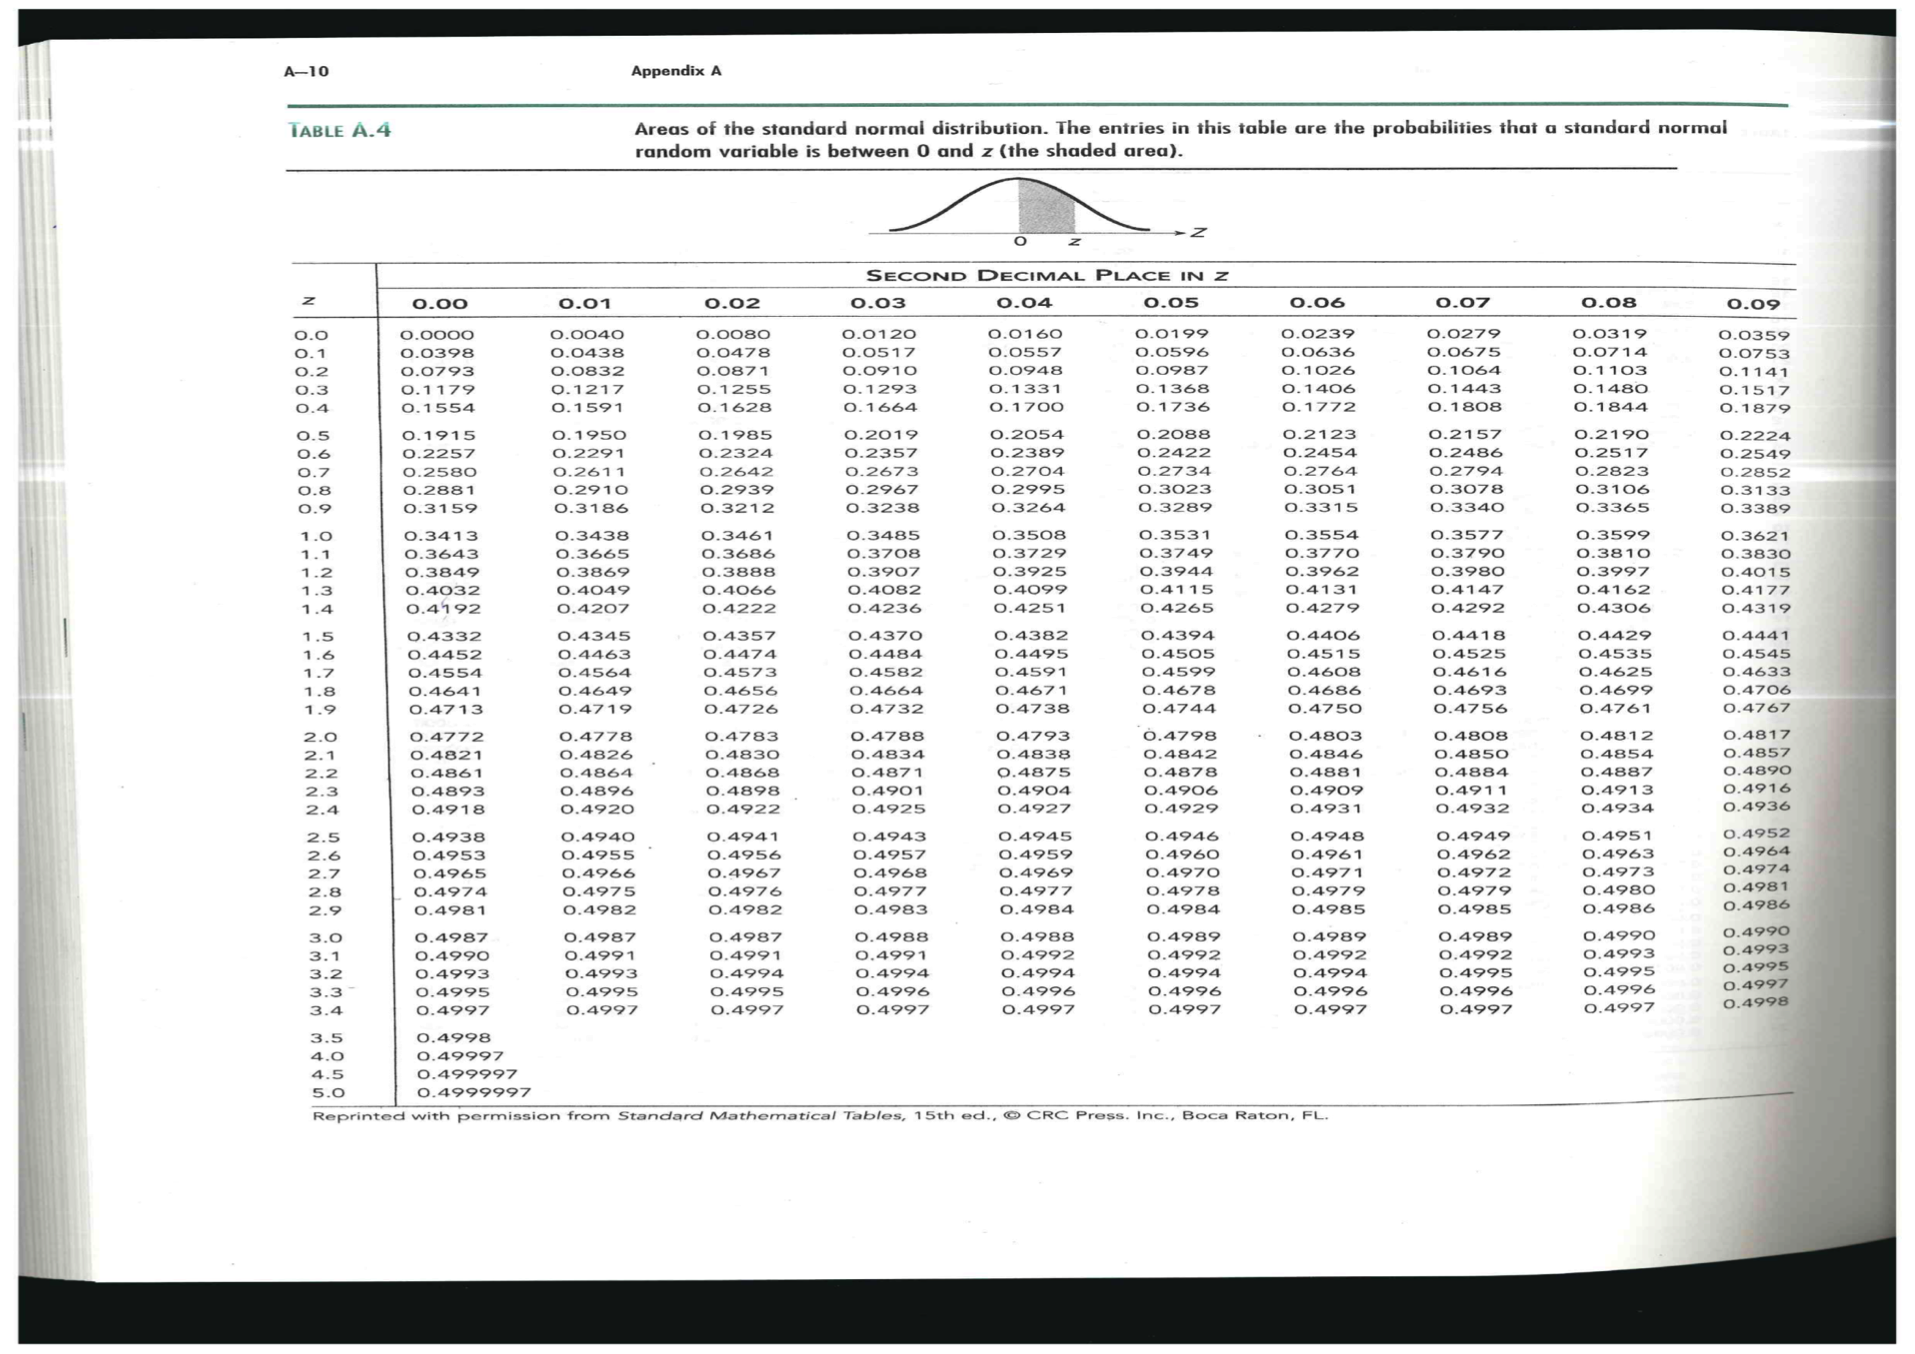 A—10 Appendix A
TABLE A.4 Areas of the standard normal distribution. The entries in this table are the probabilities that a standard normal
random variable is between 0 and z (the shaded area).
0 z Z
SECOND DECIMAL PLACE IN z
z 0.00 0.01 0.02 0.03 0.04 0.05 0.06 0.07 0.08 0.09
0.0 0.0000 0.0040 0.0080 0.0120 0.0160 0.0199 0.0239 0.0279 0.0319 0.0359
0.1 0.0398 0.0438 0.0478 0.0517 0.0557 0.0596 0.0636 0.0675 0.0714 0.0753
0.2 0.0793 0.0832 0.0871 0.0910 0.0948 0.0987 0.1026 0.1064 0.1103 0.1141
0.3 0.1179 0.1217 0.1255 0.1293 0.1331 0.1368 0.1406 0.1443 0.1480 0.1517
0.4 0.1554 0.1591 0.1628 0.1664 0.1700 0.1736 0.1772 0.1808 0.1844 0.1879
0.5 0.1915 0.1950 0.1985 0.2019 0.2054 0.2088 0.2123 0.2157 0.2190 0.2224
0.6 0.2257 0.2291 0.2324 0.2357 0.2389 0.2422 0.2454 0.2486 0.2517 0.2549
0.7 0.2580 0.2611 0.2642 0.2673 0.2704 0.2734 0.2764 0.2794 0.2823 0.2852
0.8 0.2881 0.2910 0.2939 0.2967 0.2995 0.3023 0.3051 0.3078 0.3106 0.3133
0.9 0.3159 0.3186 0.3212 0.3238 0.3264 0.3289 0.3315 0.3340 0.3365 0.3389
1.0 0.3413 0.3438 0.3461 0.3485 0.3508 0.3531 0.3554 0.3577 0.3599 0.3621
1.1 0.3643 0.3665 0.3686 0.3708 0.3729 0.3749 0.3770 0.3790 0.3810 0.3830
1.2 0.3849 0.3869 0.3888 0.3907 0.3925 0.3944 0.3962 0.3980 0.3997 0.4015
1.3 0.4032 0.4049 0.4066 0.4082 0.4099 0.4115 0.4131 0.4147 0.4162 0.4177
1.4 0.4192 0.4207 0.4222 0.4236 0.4251 0.4265 0.4279 0.4292 0.4306 0.4319
1.5 0.4332 0.4345 0.4357 0.4370 0.4382 0.4394 0.4406 0.4418 0.4429 0.4441
1.6 0.4452 0.4463 0.4474 0.4484 0.4495 0.4505 0.4515 0.4525 0.4535 0.4545
1.7 0.4554 0.4564 0.4573 0.4582 0.4591 0.4599 0.4608 0.4616 0.4625 0.4633
1.8 0.4641 0.4649 0.4656 0.4664 0.4671 0.4678 0.4686 0.4693 0.4699 0.4706
1.9 0.4713 0.4719 0.4726 0.4732 0.4738 0.4744 0.4750 0.4756 0.4761 0.4767
2.0 0.4772 0.4778 0.4783 0.4788 0.4793 0.4798 0.4803 0.4808 0.4812 0.4817
2.1 0.4821 0.4826 0.4830 0.4834 0.4838 0.4842 0.4846 0.4850 0.4854 0.4857
2.2 0.4861 0.4864 0.4868 0.4871 0.4875 0.4878 0.4881 0.4884 0.4887 0.4890
2.3 0.4893 0.4896 0.4898 0.4901 0.4904 0.4906 0.4909 0.4911 0.4913 0.4916
2.4 0.4918 0.4920 0.4922 0.4925 0.4927 0.4929 0.4931 0.4932 0.4934 0.4936
2.5 0.4938 0.4940 0.4941 0.4943 0.4945 0.4946 0.4948 0.4949 0.4951 0.4952
2.6 0.4953 0.4955 0.4956 0.4957 0.4959 0.4960 0.4961 0.4962 0.4963 0.4964
2.7 0.4965 0.4966 0.4967 0.4968 0.4969 0.4970 0.4971 0.4972 0.4973 0.4974
2.8 0.4974 0.4975 0.4976 0.4977 0.4977 0.4978 0.4979 0.4979 0.4980 0.4981
2.9 0.4981 0.4982 0.4982 0.4983 0.4984 0.4984 0.4985 0.4985 0.4986 0.4986
3.0 0.4987 0.4987 0.4987 0.4988 0.4988 0.4989 0.4989 0.4989 0.4990 0.4990
3.1 0.4990 0.4991 0.4991 0.4991 0.4992 0.4992 0.4992 0.4992 0.4993 0.4993
3.2 0.4993 0.4993 0.4994 0.4994 0.4994 0.4994 0.4994 0.4995 0.4995 0.4995
3.3 0.4995 0.4995 0.4995 0.4996 0.4996 0.4996 0.4996 0.4996 0.4996 0.4997
3.4 0.4997 0.4997 0.4997 0.4997 0.4997 0.4997 0.4997 0.4997 0.4997 0.4998
3.5 0.4998
4.0 0.49997
4.5 0.499997
5.0 0.4999997
Reprinted with permission from Standard Mathematical Tables, 15th ed., © CRC Press. Inc., Boca Raton, FL.